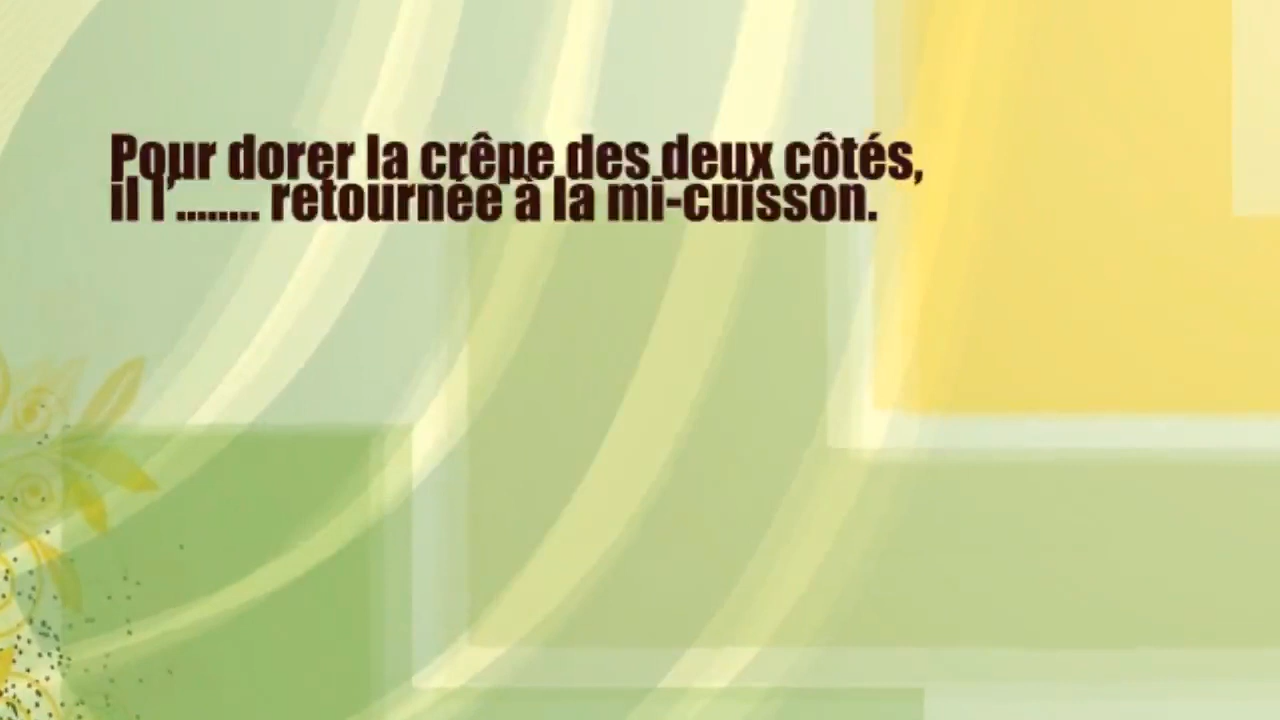 Pour dorer la crêpe des deux côtés,
il l'........ retournée à la mi-cuisson.